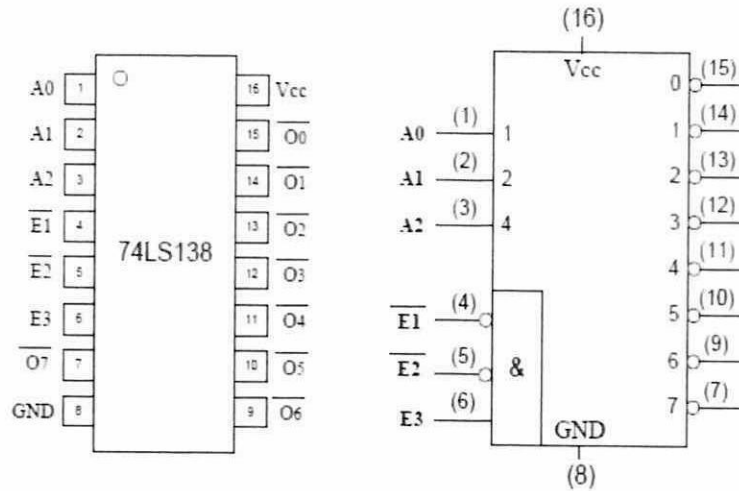 A0 1 16 Vcc
A1 2 15 O0
A2 3 14 O1
E1 4 13 O2
74LS138
E2 5 12 O3
E3 6 11 O4
O7 7 10 O5
GND 8 9 O6
(16)
Vcc
0 (15)
A0 (1) 1
1 (14)
A1 (2) 2
2 (13)
A2 (3) 4
3 (12)
4 (11)
E1 (4)
5 (10)
E2 (5) &
6 (9)
E3 (6)
7 (7)
GND
(8)